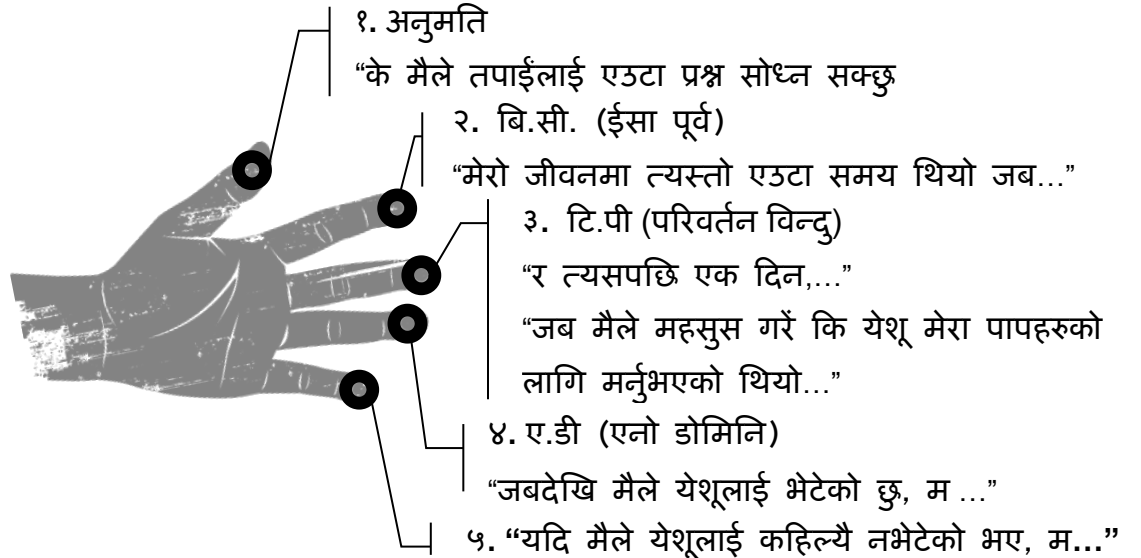 १. अनुमति
“के मैले तपाईंलाई एउटा प्रश्न सोध्न सक्छु
२. बि.सी. (ईसा पूर्व)
“मेरो जीवनमा त्यस्तो एउटा समय थियो जब...”
३. टि.पी (परिवर्तन विन्दु)
“र त्यसपछि एक दिन,...”
“जब मैले महसुस गरें कि येशू मेरा पापहरुको
लागि मर्नुभएको थियो...”
४. ए.डी (एनो डोमिनि)
“जबदेखि मैले येशूलाई भेटेको छु, म ...”
५. “यदि मैले येशूलाई कहिल्यै नभेटेको भए, म...”